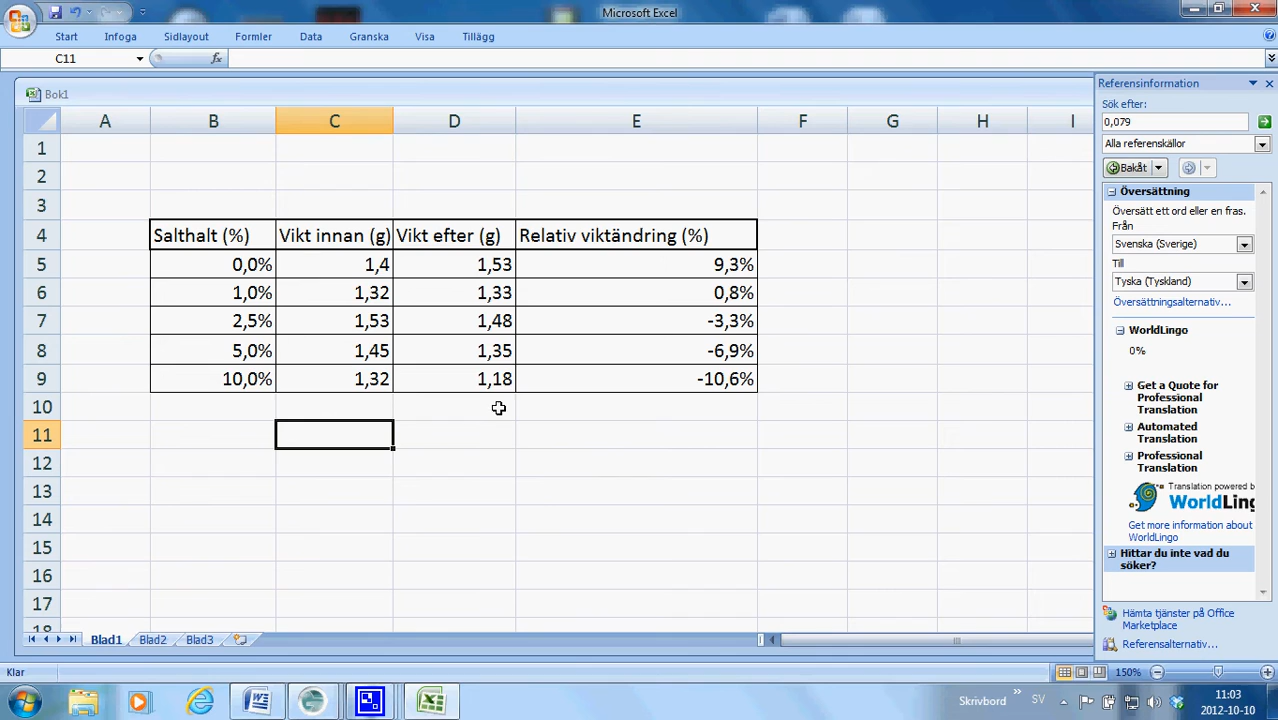 Microsoft Excel
Start Infoga Sidlayout Formler Data Granska Visa Tillägg
C11 fx
Bok1
A B C D E F G H I
1
2
3
4 Salthalt (%) Vikt innan (g) Vikt efter (g) Relativ viktändring (%)
5 0,0% 1,4 1,53 9,3%
6 1,0% 1,32 1,33 0,8%
7 2,5% 1,53 1,48 -3,3%
8 5,0% 1,45 1,35 -6,9%
9 10,0% 1,32 1,18 -10,6%
10
11
12
13
14
15
16
17
18
Blad1 Blad2 Blad3
Klar
150%
Referensinformation
Sök efter:
0,079
Alla referenskällor
Bakåt
Översättning
Översätt ett ord eller en fras.
Från
Svenska (Sverige)
Till
Tyska (Tyskland)
Översättningsalternativ...
WorldLingo
0%
Get a Quote for
Professional
Translation
Automated
Translation
Professional
Translation
Translation powered by
WorldLing
Get more information about
WorldLingo
Hittar du inte vad du
söker?
Hämta tjänster på Office
Marketplace
Referensalternativ...
Skrivbord » SV
11:03
2012-10-10